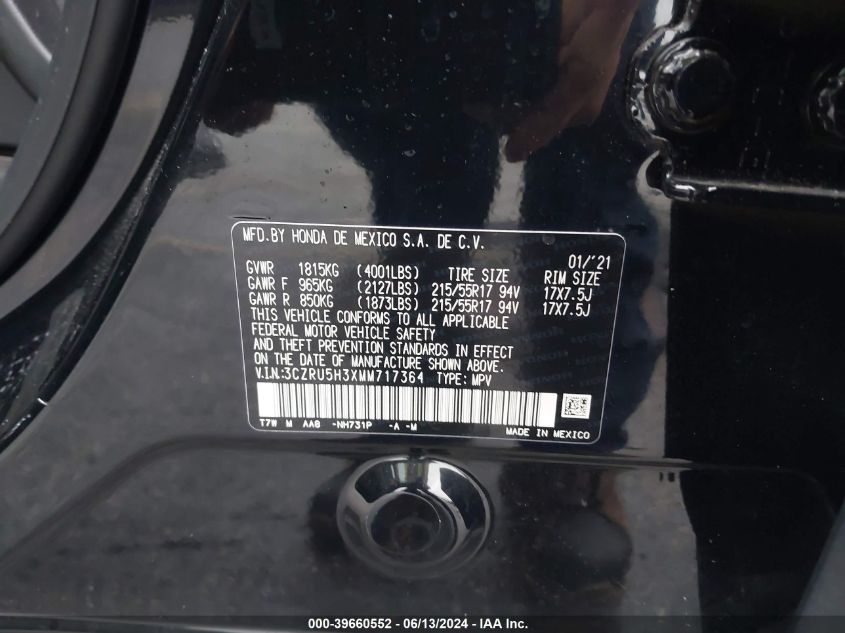 MFD.BY HONDA DE MEXICO S.A. DE C.V.
01/'21
GVWR 1815KG (4001LBS) TIRE SIZE RIM SIZE
GAWR F 965KG (2127LBS) 215/55R17 94V 17X7.5J
GAWR R 850KG (1873LBS) 215/55R17 94V 17X7.5J
THIS VEHICLE CONFORMS TO ALL APPLICABLE
FEDERAL MOTOR VEHICLE SAFETY
AND THEFT PREVENTION STANDARDS IN EFFECT
ON THE DATE OF MANUFACTURE SHOWN ABOVE.
V.I.N:3CZRU5H3XMM717364 TYPE: MPV
T7W M AA8 -NH731P -A -M
MADE IN MEXICO
000-39660552 - 06/13/2024 - IAA Inc.